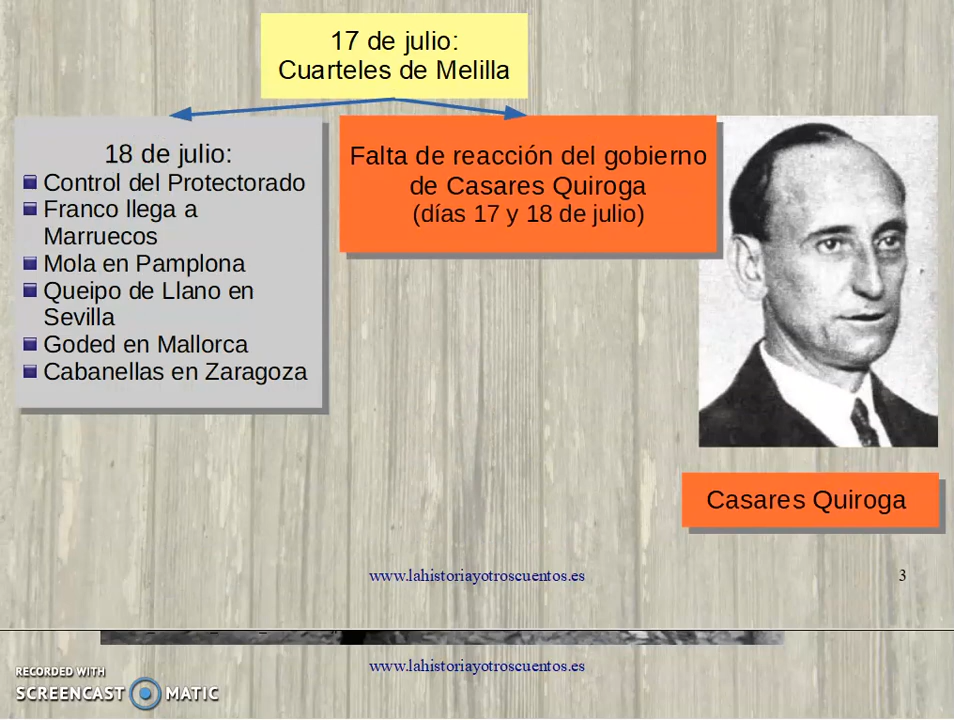 17 de julio:
Cuarteles de Melilla
18 de julio:
Control del Protectorado
Franco llega a
Marruecos
Mola en Pamplona
Queipo de Llano en
Sevilla
Goded en Mallorca
Cabanellas en Zaragoza
Falta de reacción del gobierno
de Casares Quiroga
(días 17 y 18 de julio)
Casares Quiroga
www.lahistoriayotroscuentos.es
3
www.lahistoriayotroscuentos.es
RECORDED WITH
SCREENCAST MATIC